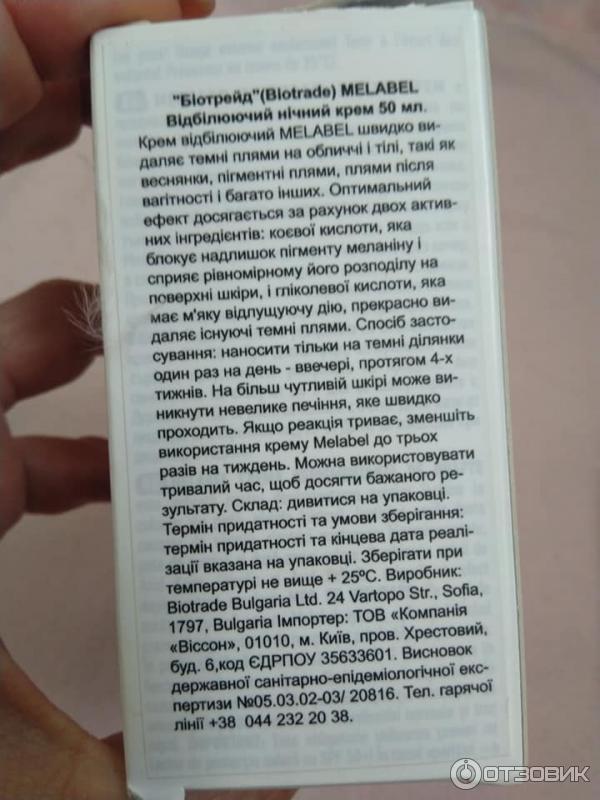 "Біотрейд"(Biotrade) MELABEL
Відбілюючий нічний крем 50 мл.
Крем відбілюючий MELABEL швидко ви-
даляє темні плями на обличчі і тілі, такі як
веснянки, пігментні плями, плями після
вагітності і багато інших. Оптимальний
ефект досягається за рахунок двох актив-
них інгредієнтів: коєвої кислоти, яка
блокує надлишок пігменту меланіну і
сприяє рівномірному його розподілу на
поверхні шкіри, і гліколевої кислоти, яка
має м'яку відлущуючу дію, прекрасно ви-
даляє існуючі темні плями. Спосіб засто-
сування: наносити тільки на темні ділянки
один раз на день - ввечері, протягом 4-х
тижнів. На більш чутливій шкірі може ви-
никнути невелике печіння, яке швидко
проходить. Якщо реакція триває, зменшіть
використання крему Melabel до трьох
разів на тиждень. Можна використовувати
тривалий час, щоб досягти бажаного ре-
зультату. Склад: дивитися на упаковці.
Термін придатності та умови зберігання:
термін придатності та кінцева дата реалі-
зації вказана на упаковці. Зберігати при
температурі не вище + 25ºС. Виробник:
Biotrade Bulgaria Ltd. 24 Vartopo Str., Sofia,
1797, Bulgaria Імпортер: ТОВ «Компанія
«Віссон», 01010, м. Київ, пров. Хрестовий,
буд. 6,код ЄДРПОУ 35633601. Висновок
державної санітарно-епідеміологічної екс-
пертизи №05.03.02-03/ 20816. Тел. гарячої
лінії +38 044 232 20 38.
ОТЗОВИК